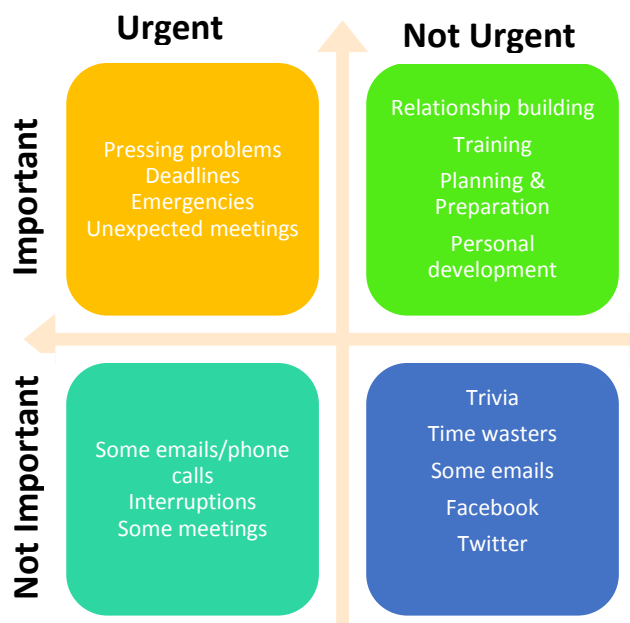 Urgent
Not Urgent
Important
Pressing problems
Deadlines
Emergencies
Unexpected meetings
Relationship building
Training
Planning &
Preparation
Personal
development
Not Important
Some emails/phone
calls
Interruptions
Some meetings
Trivia
Time wasters
Some emails
Facebook
Twitter